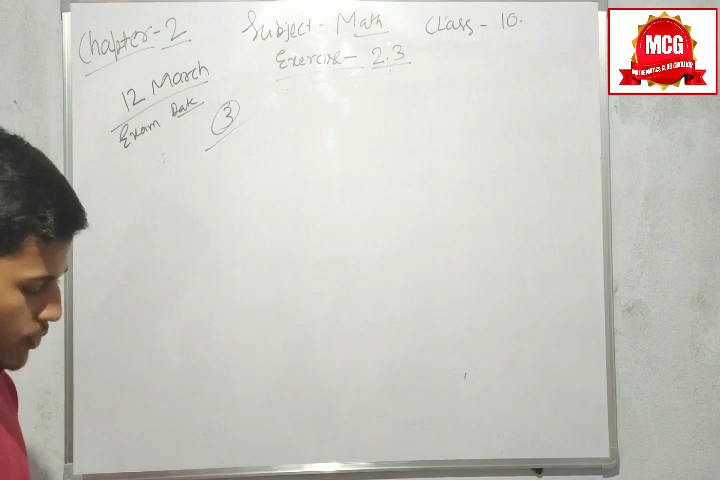 Chapter-2 Subject- Math Class - 10.
Exercise- 2.3
12 March
Exam Date
3
MCG